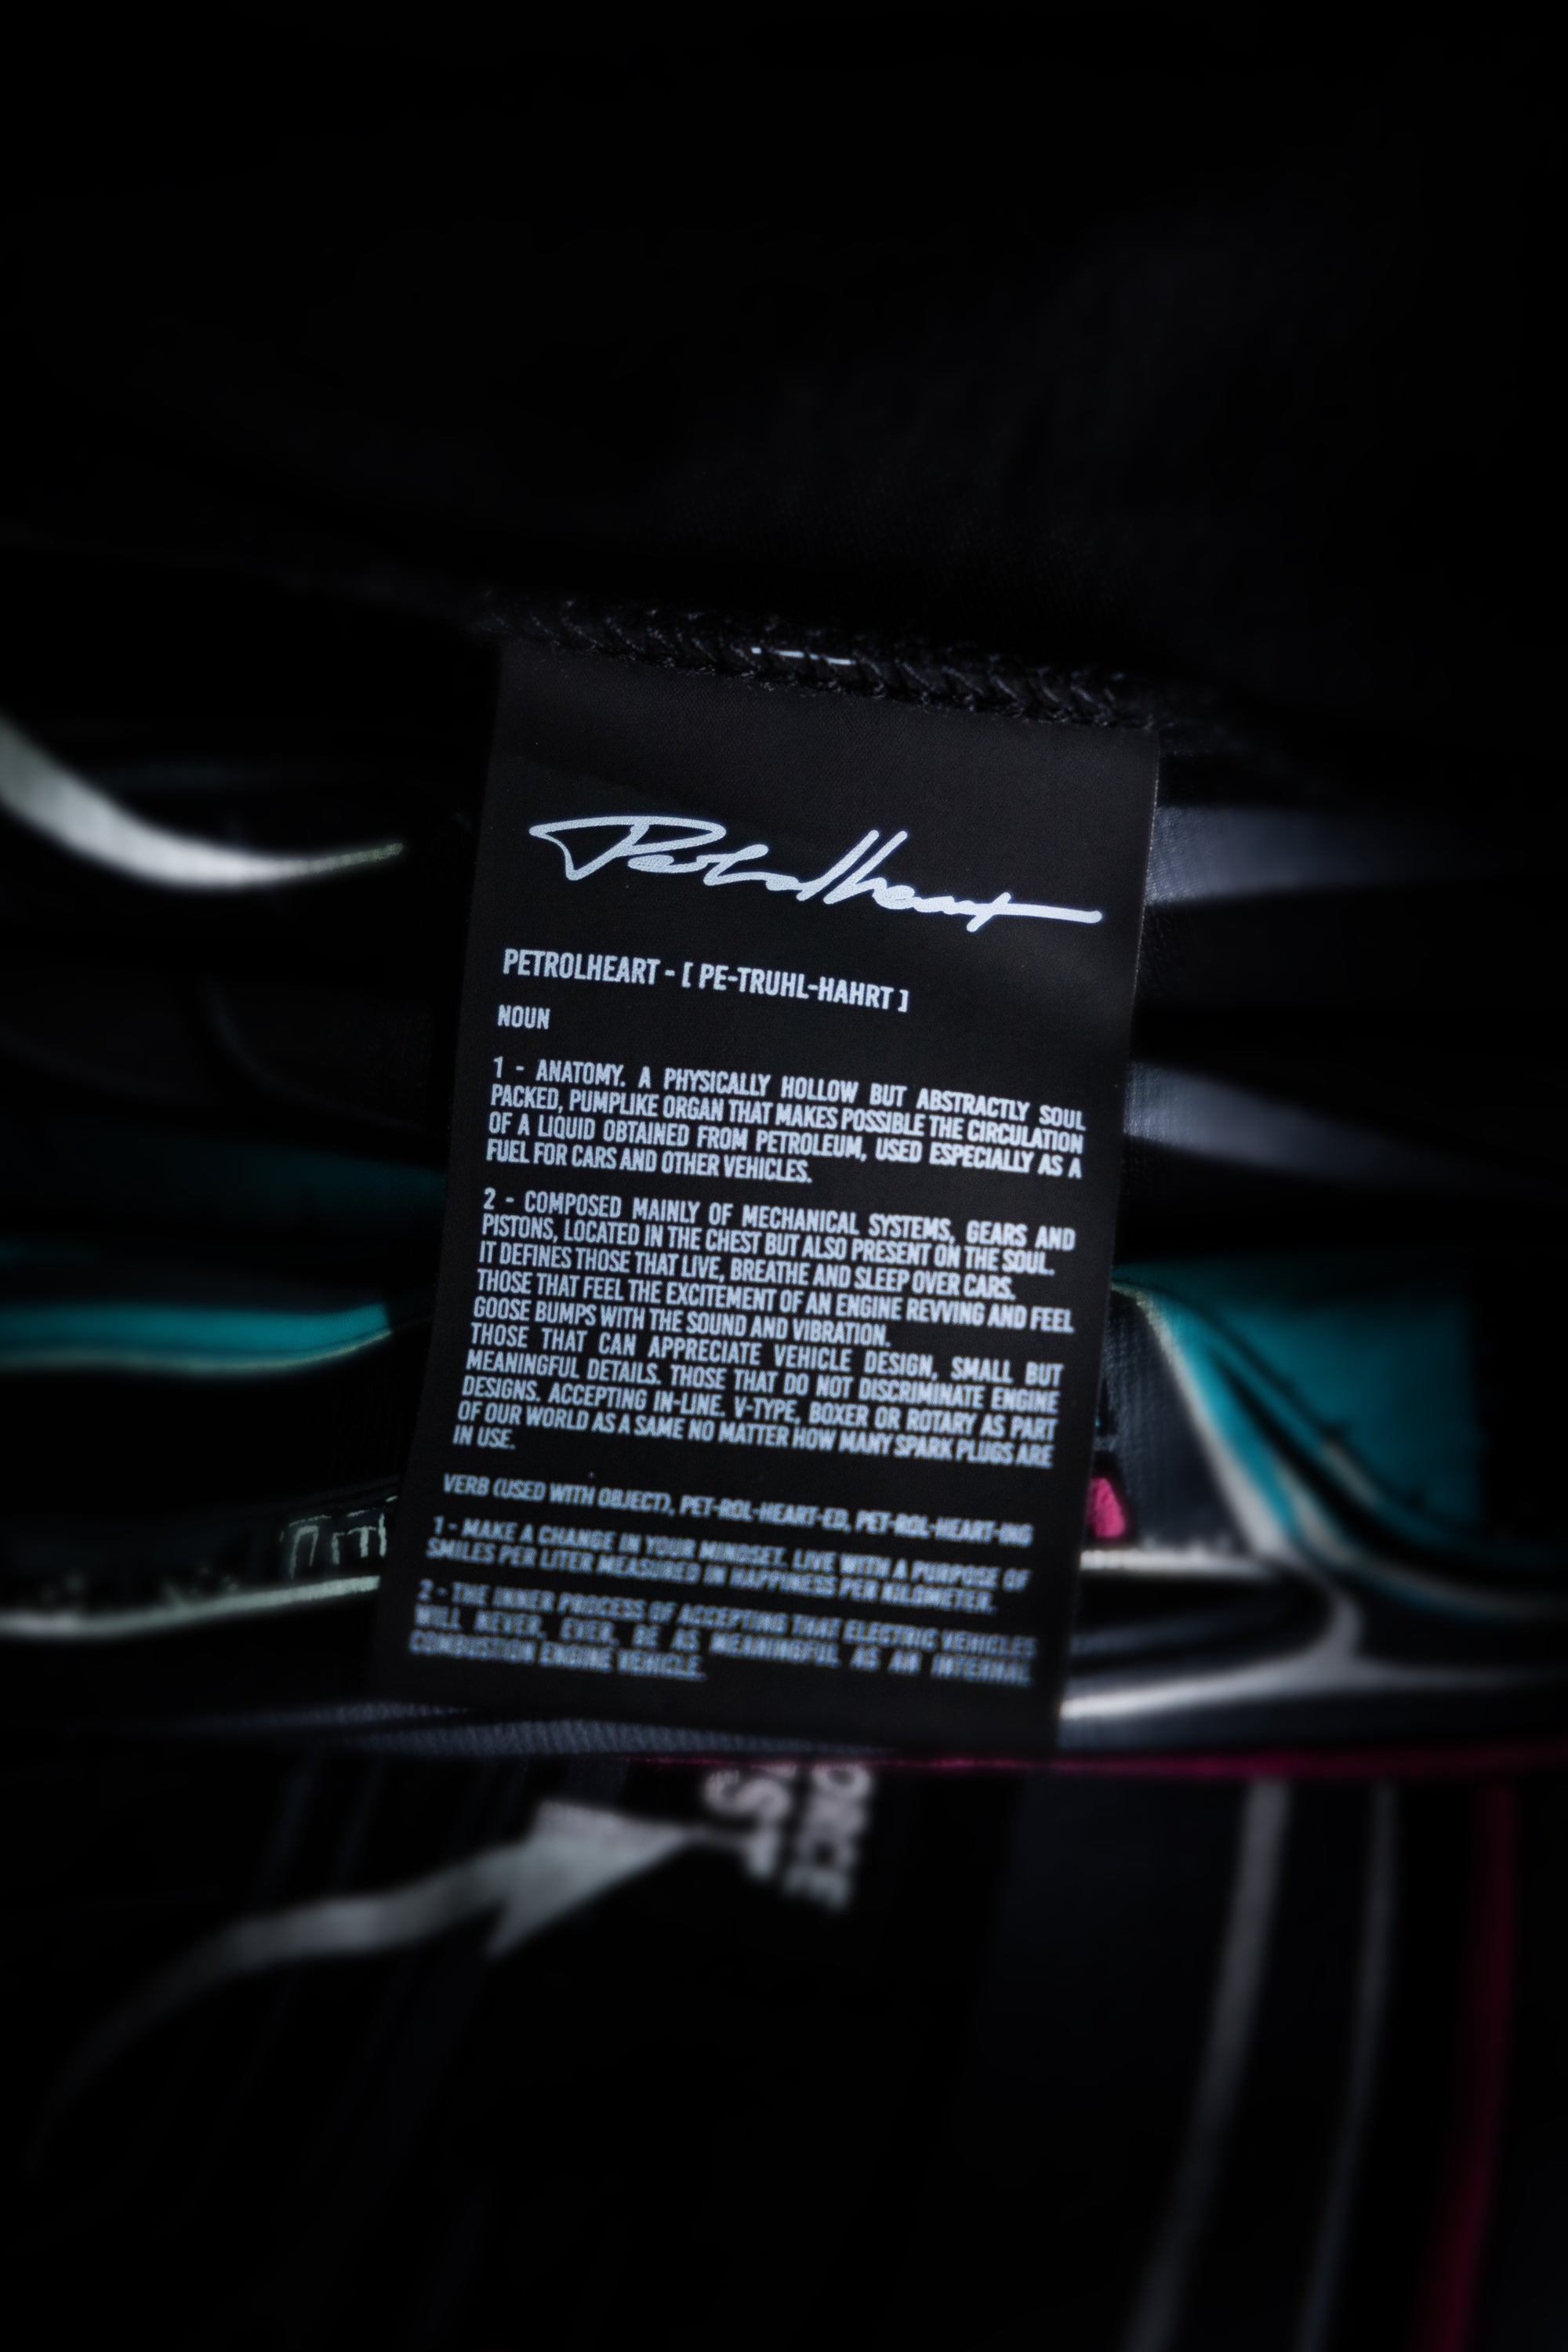 Petrolheart
PETROLHEART - [ PE-TRUHL-HAHRT ]
NOUN
1 - ANATOMY. A PHYSICALLY HOLLOW BUT ABSTRACTLY SOUL
PACKED, PUMPLIKE ORGAN THAT MAKES POSSIBLE THE CIRCULATION
OF A LIQUID OBTAINED FROM PETROLEUM, USED ESPECIALLY AS A
FUEL FOR CARS AND OTHER VEHICLES.
2 - COMPOSED MAINLY OF MECHANICAL SYSTEMS, GEARS AND
PISTONS, LOCATED IN THE CHEST BUT ALSO PRESENT ON THE SOUL.
IT DEFINES THOSE THAT LIVE, BREATHE AND SLEEP OVER CARS.
THOSE THAT FEEL THE EXCITEMENT OF AN ENGINE REVVING AND FEEL
GOOSE BUMPS WITH THE SOUND AND VIBRATION.
THOSE THAT CAN APPRECIATE VEHICLE DESIGN, SMALL BUT
MEANINGFUL DETAILS. THOSE THAT DO NOT DISCRIMINATE ENGINE
DESIGNS. ACCEPTING IN-LINE. V-TYPE, BOXER OR ROTARY AS PART
OF OUR WORLD AS A SAME NO MATTER HOW MANY SPARK PLUGS ARE
IN USE.
VERB (USED WITH OBJECT), PET-ROL-HEART-ED, PET-ROL-HEART-ING
1 - MAKE A CHANGE IN YOUR MINDSET. LIVE WITH A PURPOSE OF
SMILES PER LITER MEASURED IN HAPPINESS PER KILOMETER.
2 - THE INNER PROCESS OF ACCEPTING THAT ELECTRIC VEHICLES
WILL NEVER, EVER, BE AS MEANINGFUL AS AN INTERNAL
COMBUSTION ENGINE VEHICLE.